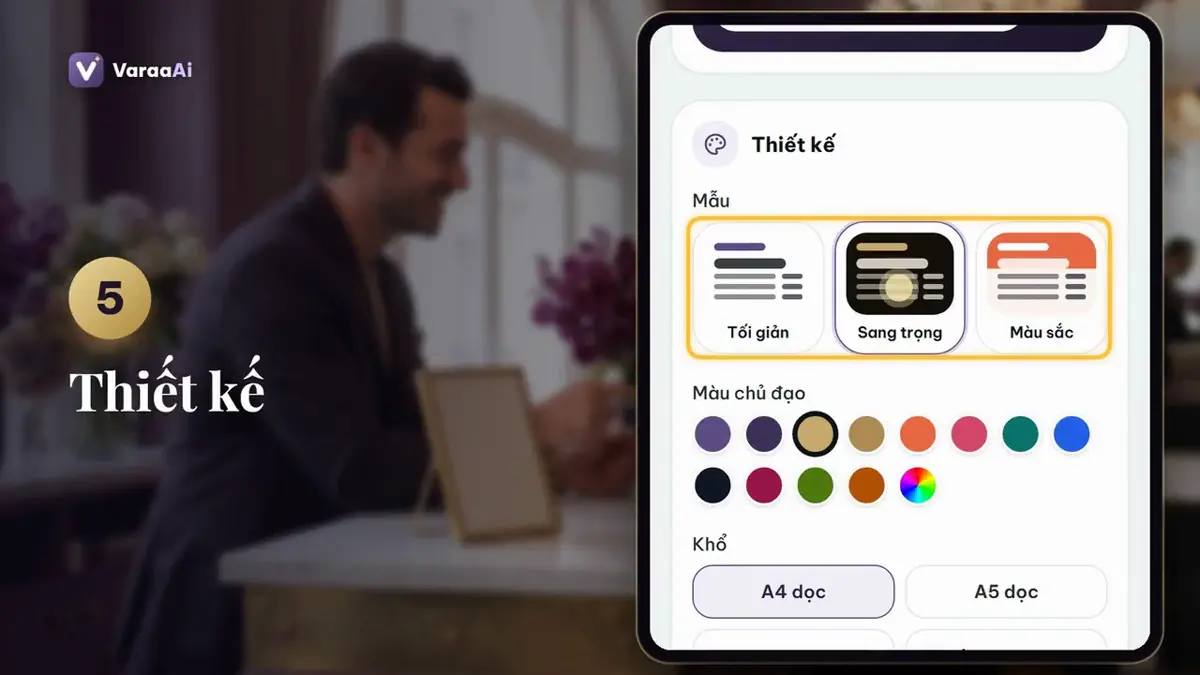 VaraaAi
5
Thiết kế
Thiết kế
Mẫu
Tối giản
Sang trọng
Màu sắc
Màu chủ đạo
Khổ
A4 dọc
A5 dọc